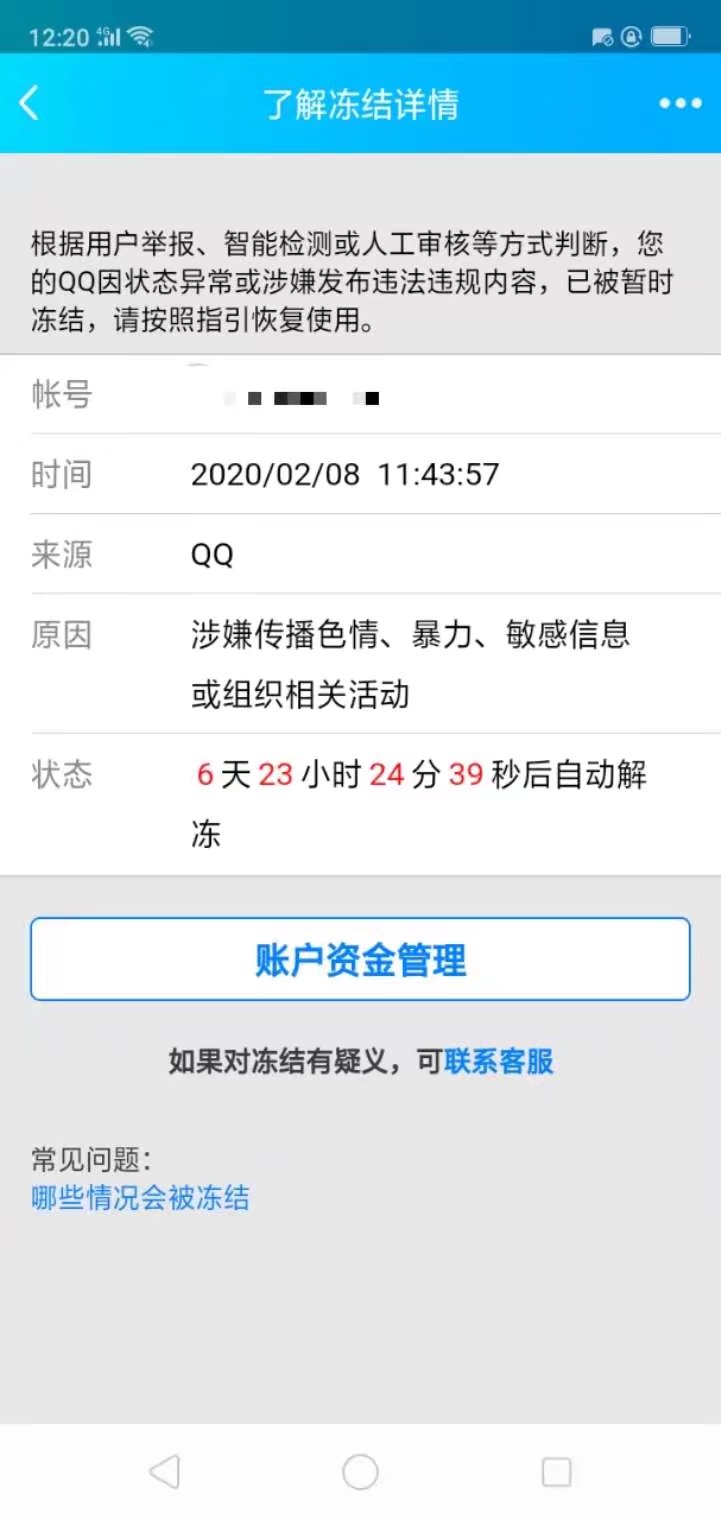 12:20 4G
了解冻结详情
根据用户举报、智能检测或人工审核等方式判断，您
的QQ因状态异常或涉嫌发布违法违规内容，已被暂时
冻结，请按照指引恢复使用。
帐号
时间 2020/02/08 11:43:57
来源 QQ
原因 涉嫌传播色情、暴力、敏感信息
或组织相关活动
状态 6天23小时24分39秒后自动解
冻
账户资金管理
如果对冻结有疑义，可联系客服
常见问题：
哪些情况会被冻结